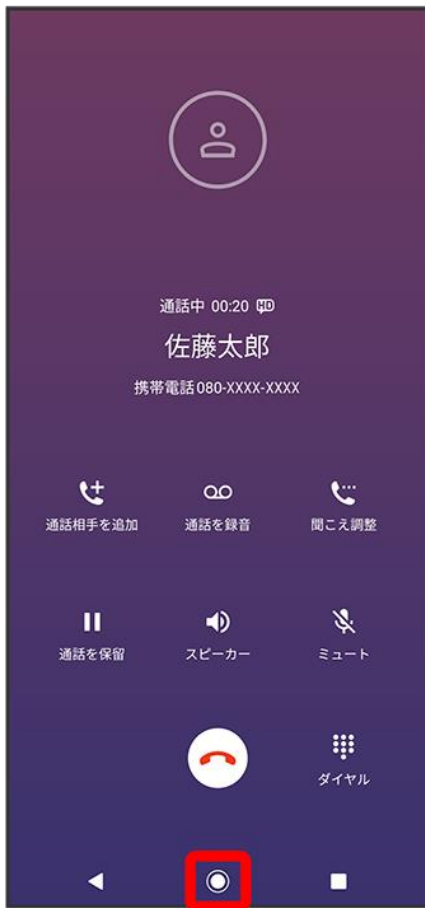 通話中 00:20 HD
佐藤太郎
携帯電話 080-XXXX-XXXX
通話相手を追加
通話を録音
聞こえ調整
通話を保留
スピーカー
ミュート
ダイヤル